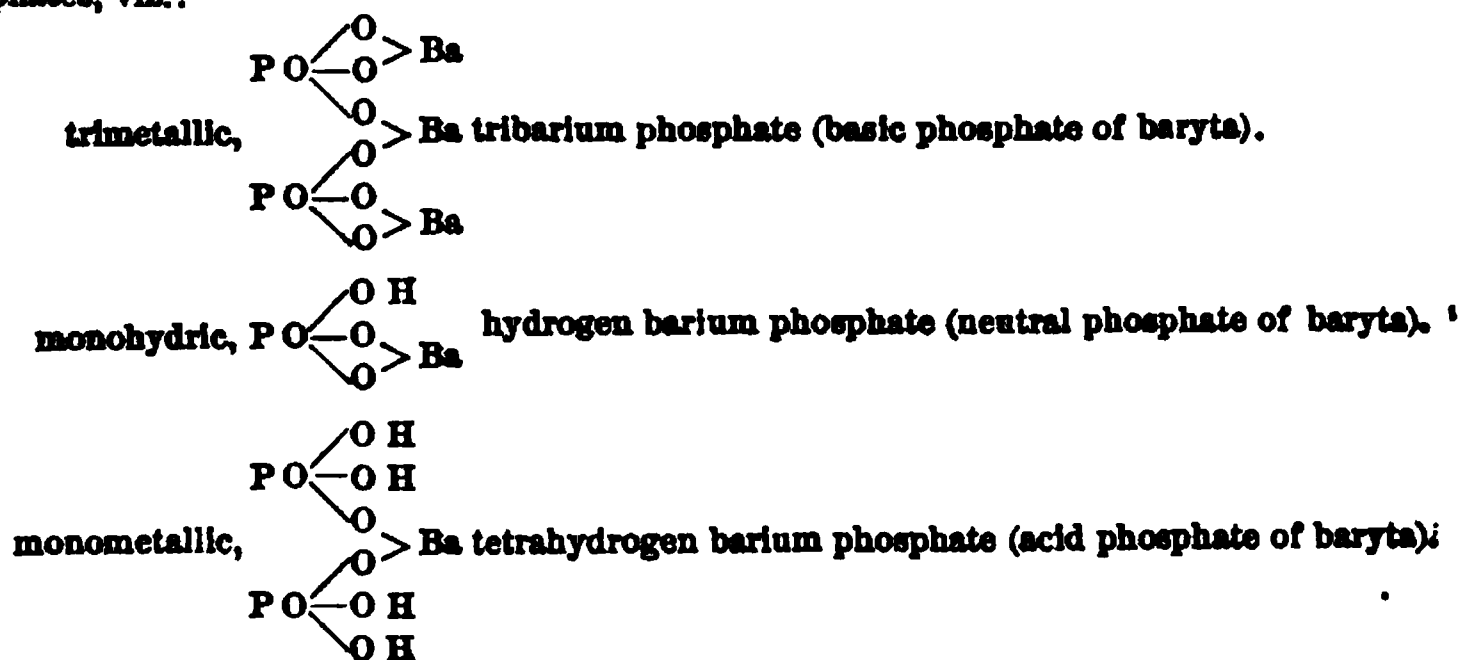 O
P O—O > Ba
trimetallic, O > Ba tribarium phosphate (basic phosphate of baryta).
O
P O—O
O > Ba
O H
monohydric, P O—O hydrogen barium phosphate (neutral phosphate of baryta).
O > Ba
O H
P O—O H
O
monometallic, > Ba tetrahydrogen barium phosphate (acid phosphate of baryta);
O
P O—O H
O H